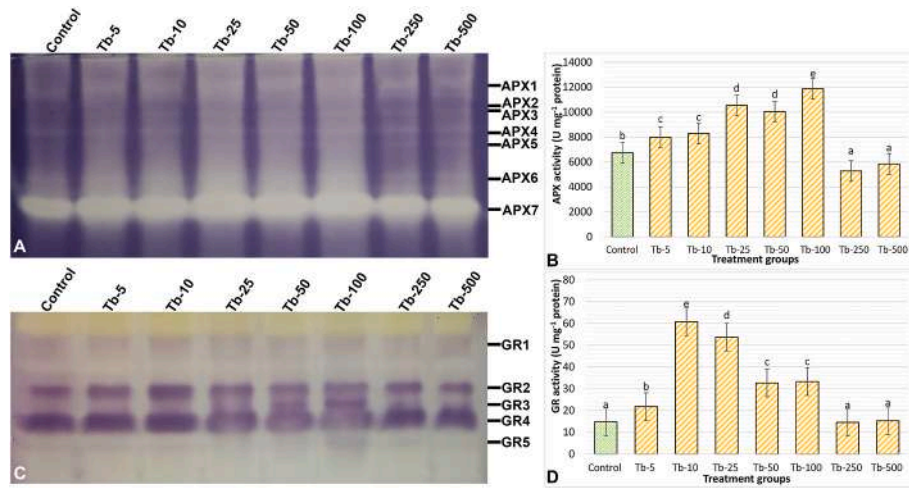 Control Tb-5 Tb-10 Tb-25 Tb-50 Tb-100 Tb-250 Tb-500
APX1
APX2
APX3
APX4
APX5
APX6
APX7
A
APX activity (U mg⁻¹ protein)
14000
12000
10000
8000
6000
4000
2000
0
b c c d d e a a
Control Tb-5 Tb-10 Tb-25 Tb-50 Tb-100 Tb-250 Tb-500
Treatment groups
B
Control Tb-5 Tb-10 Tb-25 Tb-50 Tb-100 Tb-250 Tb-500
GR1
GR2
GR3
GR4
GR5
C
GR activity (U mg⁻¹ protein)
80
70
60
50
40
30
20
10
0
a b e d c c a a
Control Tb-5 Tb-10 Tb-25 Tb-50 Tb-100 Tb-250 Tb-500
Treatment groups
D